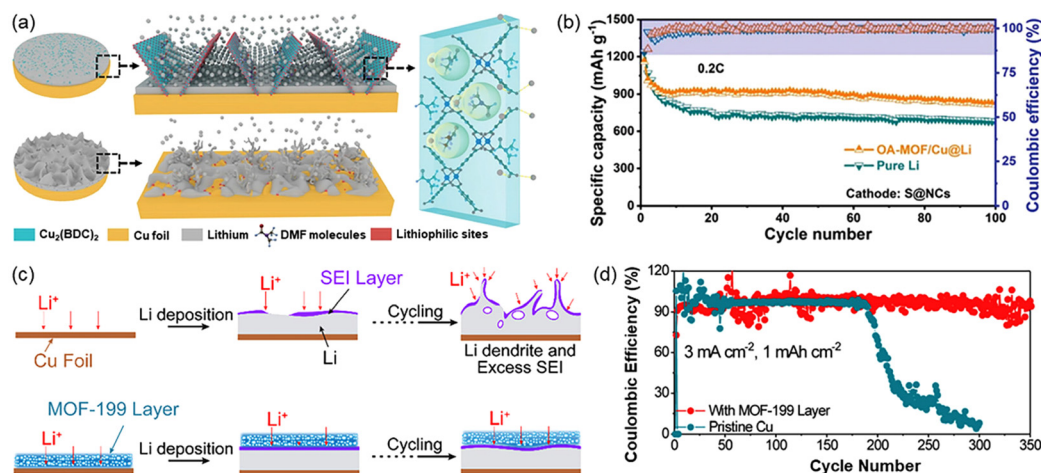 (a)
Cu₂(BDC)₂
Cu foil
Lithium
DMF molecules
Lithiophilic sites
(b)
1500
1200
900
600
300
0
Specific capacity (mAh g⁻¹)
0.2C
OA-MOF/Cu@Li
Pure Li
Cathode: S@NCs
0
20
40
60
80
100
Cycle number
100
80
60
40
20
0
Coulombic efficiency (%)
(c)
Li⁺
Cu Foil
Li deposition
Li⁺
SEI Layer
Li
Cycling
Li⁺
Li dendrite and
Excess SEI
MOF-199 Layer
Li⁺
Li deposition
Li⁺
Cycling
Li⁺
(d)
120
90
60
30
0
Coulombic Efficiency (%)
3 mA cm⁻², 1 mAh cm⁻²
With MOF-199 Layer
Pristine Cu
0
50
100
150
200
250
300
350
Cycle Number